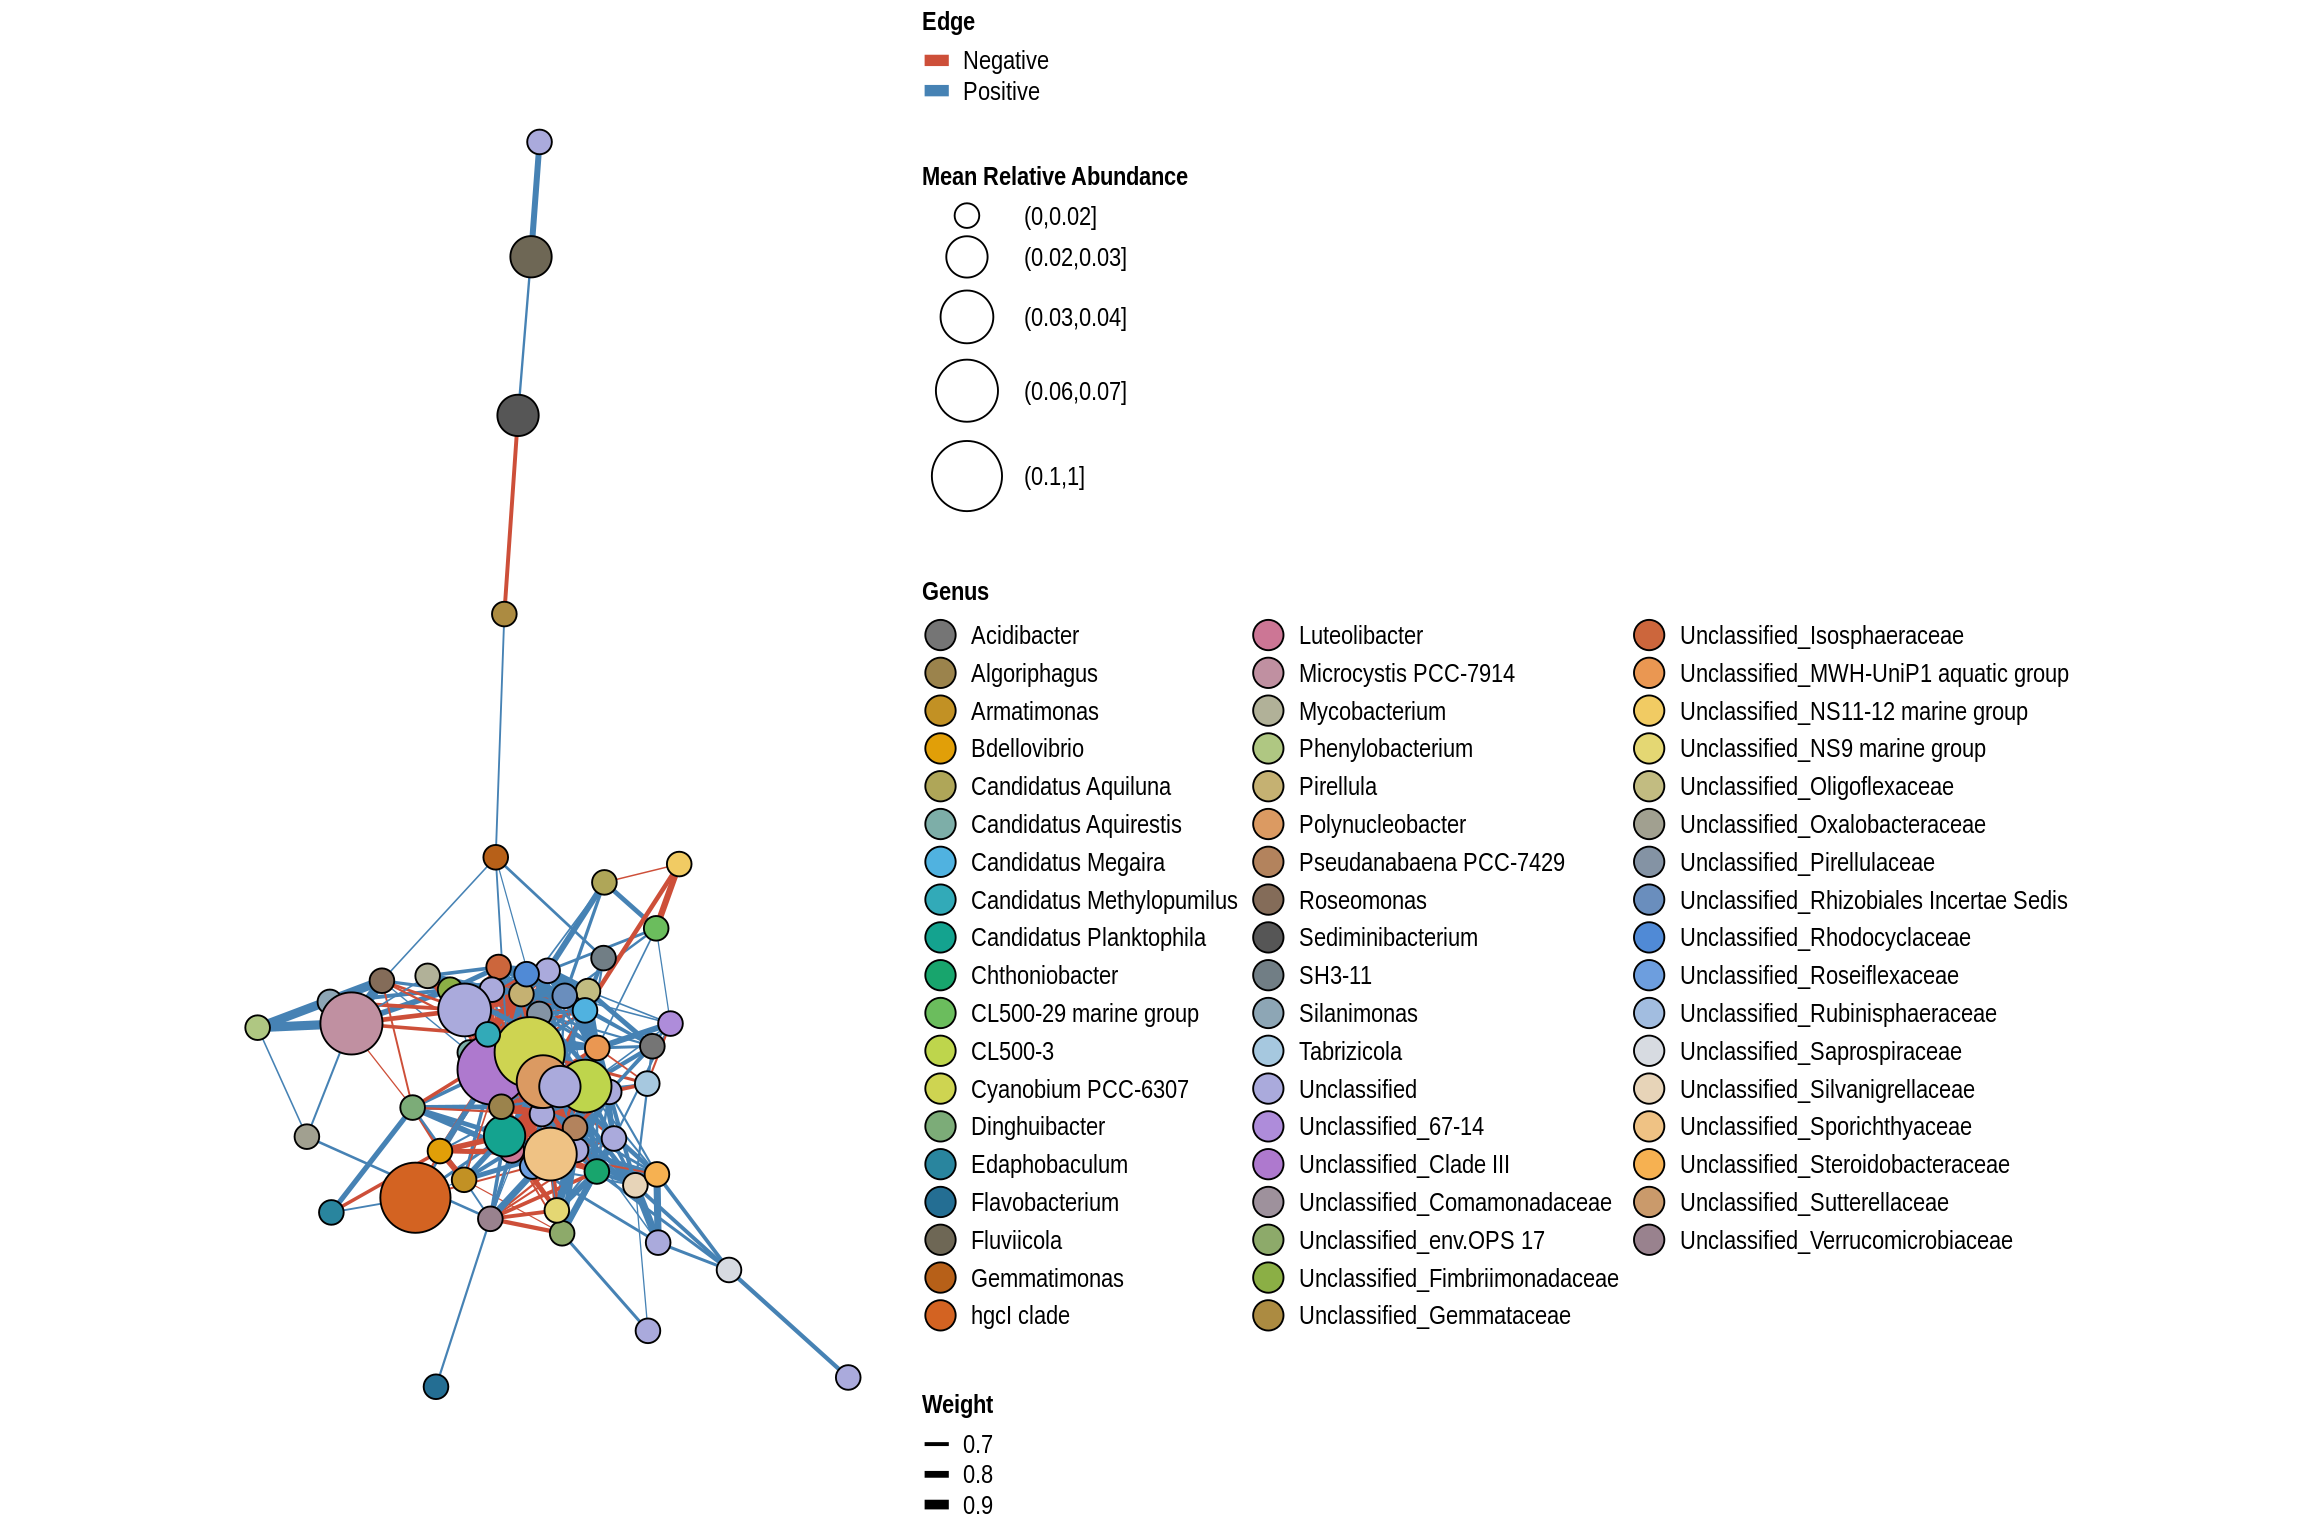 Edge
Negative
Positive
Mean Relative Abundance
(0,0.02]
(0.02,0.03]
(0.03,0.04]
(0.06,0.07]
(0.1,1]
Genus
Acidibacter
Algoriphagus
Armatimonas
Bdellovibrio
Candidatus Aquiluna
Candidatus Aquirestis
Candidatus Megaira
Candidatus Methylopumilus
Candidatus Planktophila
Chthoniobacter
CL500-29 marine group
CL500-3
Cyanobium PCC-6307
Dinghuibacter
Edaphobaculum
Flavobacterium
Fluviicola
Gemmatimonas
hgcI clade
Luteolibacter
Microcystis PCC-7914
Mycobacterium
Phenylobacterium
Pirellula
Polynucleobacter
Pseudanabaena PCC-7429
Roseomonas
Sediminibacterium
SH3-11
Silanimonas
Tabrizicola
Unclassified
Unclassified_67-14
Unclassified_Clade III
Unclassified_Comamonadaceae
Unclassified_env.OPS 17
Unclassified_Fimbriimonadaceae
Unclassified_Gemmataceae
Unclassified_Isosphaeraceae
Unclassified_MWH-UniP1 aquatic group
Unclassified_NS11-12 marine group
Unclassified_NS9 marine group
Unclassified_Oligoflexaceae
Unclassified_Oxalobacteraceae
Unclassified_Pirellulaceae
Unclassified_Rhizobiales Incertae Sedis
Unclassified_Rhodocyclaceae
Unclassified_Roseiflexaceae
Unclassified_Rubinisphaeraceae
Unclassified_Saprospiraceae
Unclassified_Silvanigrellaceae
Unclassified_Sporichthyaceae
Unclassified_Steroidobacteraceae
Unclassified_Sutterellaceae
Unclassified_Verrucomicrobiaceae
Weight
0.7
0.8
0.9